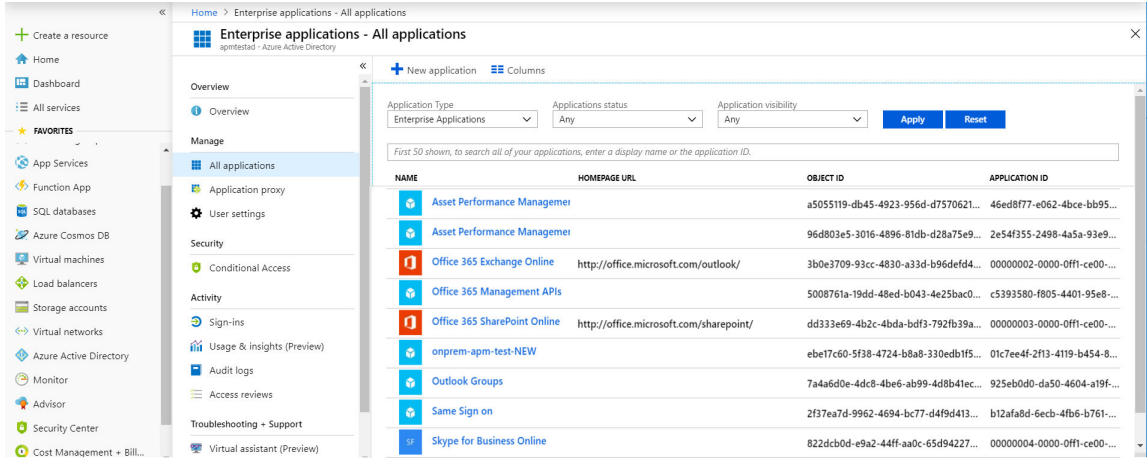 «
Create a resource
Home
Dashboard
All services
FAVORITES
App Services
Function App
SQL databases
Azure Cosmos DB
Virtual machines
Load balancers
Storage accounts
Virtual networks
Azure Active Directory
Monitor
Advisor
Security Center
Cost Management + Bill...
Home > Enterprise applications - All applications
Enterprise applications - All applications
apmtestad - Azure Active Directory
«
Overview
Overview
Manage
All applications
Application proxy
User settings
Security
Conditional Access
Activity
Sign-ins
Usage & insights (Preview)
Audit logs
Access reviews
Troubleshooting + Support
Virtual assistant (Preview)
New application Columns
Application Type Applications status Application visibility
Enterprise Applications Any Any Apply Reset
First 50 shown, to search all of your applications, enter a display name or the application ID.
NAME HOMEPAGE URL OBJECT ID APPLICATION ID
Asset Performance Managemen a5055119-db45-4923-956d-d7570621... 46ed8f77-e062-4bce-bb95...
Asset Performance Managemen 96d803e5-3016-4896-81db-d28a75e9... 2e54f355-2498-4a5a-93e9...
Office 365 Exchange Online http://office.microsoft.com/outlook/ 3b0e3709-93cc-4830-a33d-b96defd4... 00000002-0000-0ff1-ce00-...
Office 365 Management APIs 5008761a-19dd-48ed-b043-4e25bac0... c5393580-f805-4401-95e8-...
Office 365 SharePoint Online http://office.microsoft.com/sharepoint/ dd333e69-4b2c-4bda-bdf3-792fb39a... 00000003-0000-0ff1-ce00-...
onprem-apm-test-NEW ebe17c60-5f38-4724-b8a8-330edb1f5... 01c7ee4f-2f13-4119-b454-8...
Outlook Groups 7a4a6d0e-4dc8-4be6-ab99-4d8b41ec... 925eb0d0-da50-4604-a19f-...
Same Sign on 2f37ea7d-9962-4694-bc77-d4f9d413... b12afa8d-6ecb-4fb6-b761-...
SF Skype for Business Online 822dcb0d-e9a2-44ff-aa0c-65d94227... 00000004-0000-0ff1-ce00-...